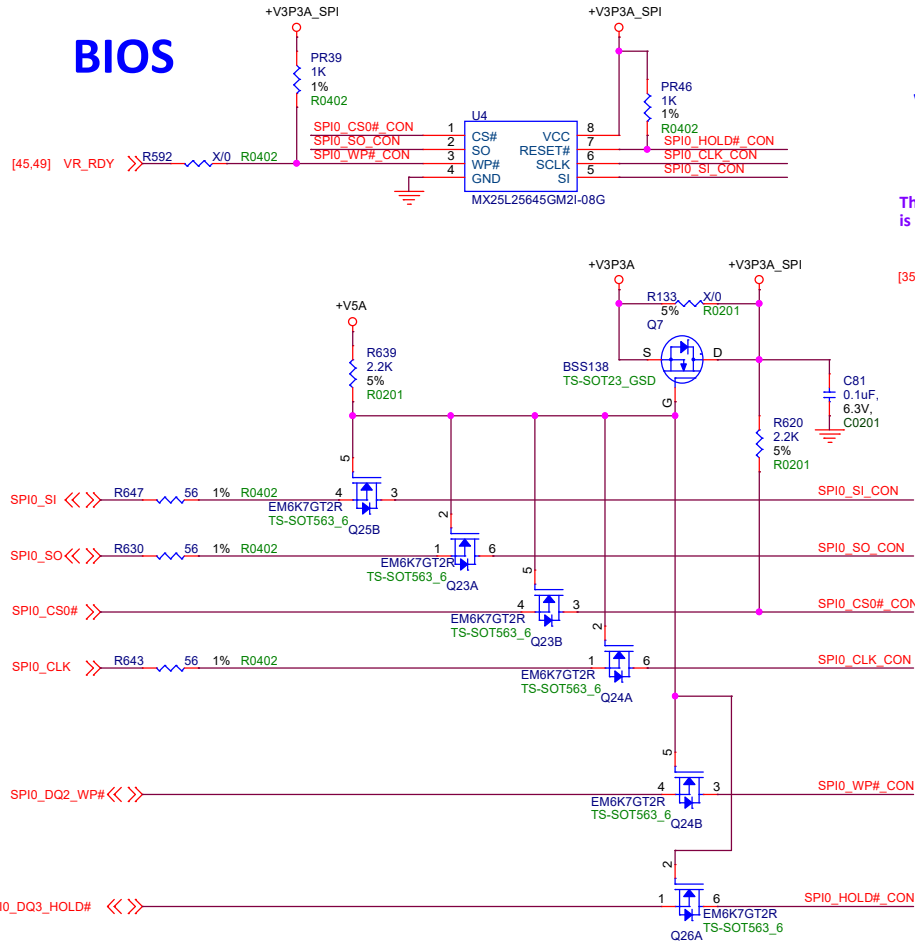 BIOS
+V3P3A_SPI
+V3P3A_SPI
PR39
1K
1%
R0402
PR46
1K
1%
R0402
U4
SPI0_CS0#_CON 1 CS# VCC 8
SPI0_SO_CON 2 SO RESET# 7 SPI0_HOLD#_CON
SPI0_WP#_CON 3 WP# SCLK 6 SPI0_CLK_CON
4 GND SI 5 SPI0_SI_CON
MX25L25645GM2I-08G
[45,49] VR_RDY R592 X/0 R0402
Th
is
[35
+V3P3A
+V3P3A_SPI
R133 X/0
5% R0201
Q7
S D
G
BSS138
TS-SOT23_GSD
C81
0.1uF,
6.3V,
C0201
R620
2.2K
5%
R0201
+V5A
R639
2.2K
5%
R0201
5
SPI0_SI R647 56 1% R0402 4 3 SPI0_SI_CON
EM6K7GT2R
TS-SOT563_6
Q25B
2
SPI0_SO R630 56 1% R0402 1 6 SPI0_SO_CON
EM6K7GT2R
TS-SOT563_6
Q23A
5
SPI0_CS0# 4 3 SPI0_CS0#_CON
EM6K7GT2R
TS-SOT563_6
Q23B
2
SPI0_CLK R643 56 1% R0402 1 6 SPI0_CLK_CON
EM6K7GT2R
TS-SOT563_6
Q24A
5
SPI0_DQ2_WP# 4 3 SPI0_WP#_CON
EM6K7GT2R
TS-SOT563_6
Q24B
2
I0_DQ3_HOLD# 1 6 SPI0_HOLD#_CON
EM6K7GT2R
TS-SOT563_6
Q26A